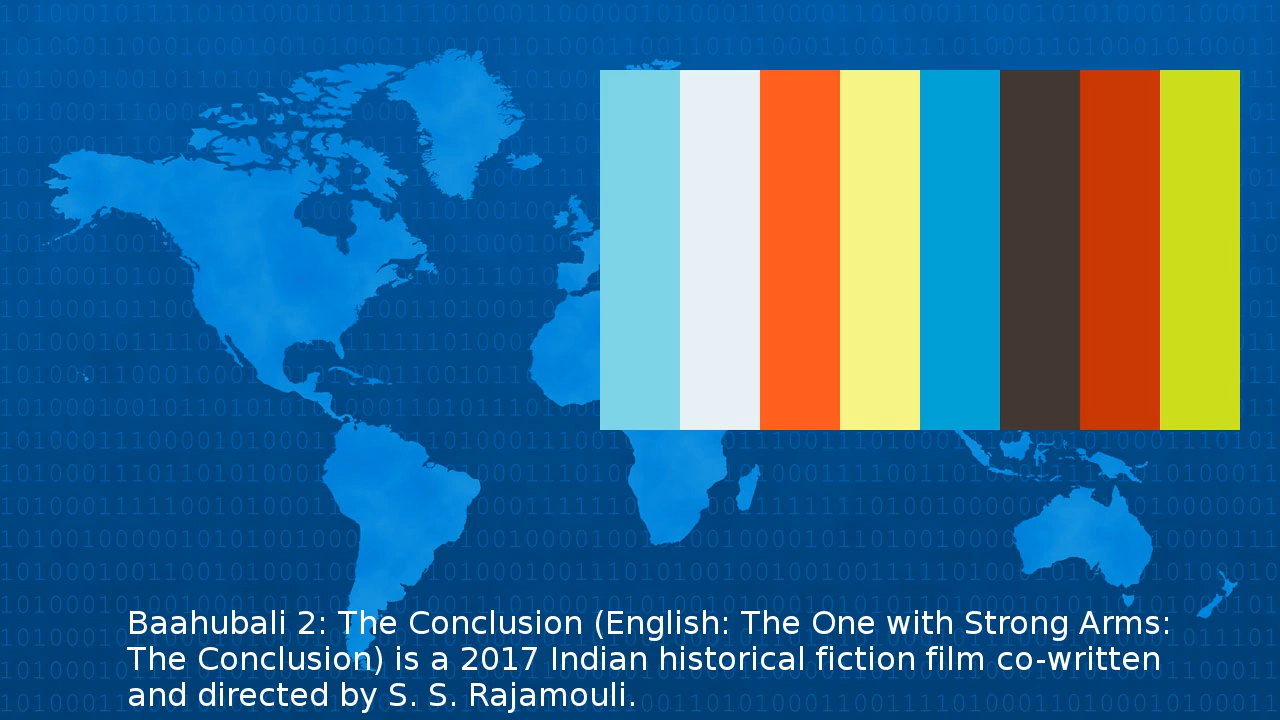 Baahubali 2: The Conclusion (English: The One with Strong Arms:
The Conclusion) is a 2017 Indian historical fiction film co-written
and directed by S. S. Rajamouli.